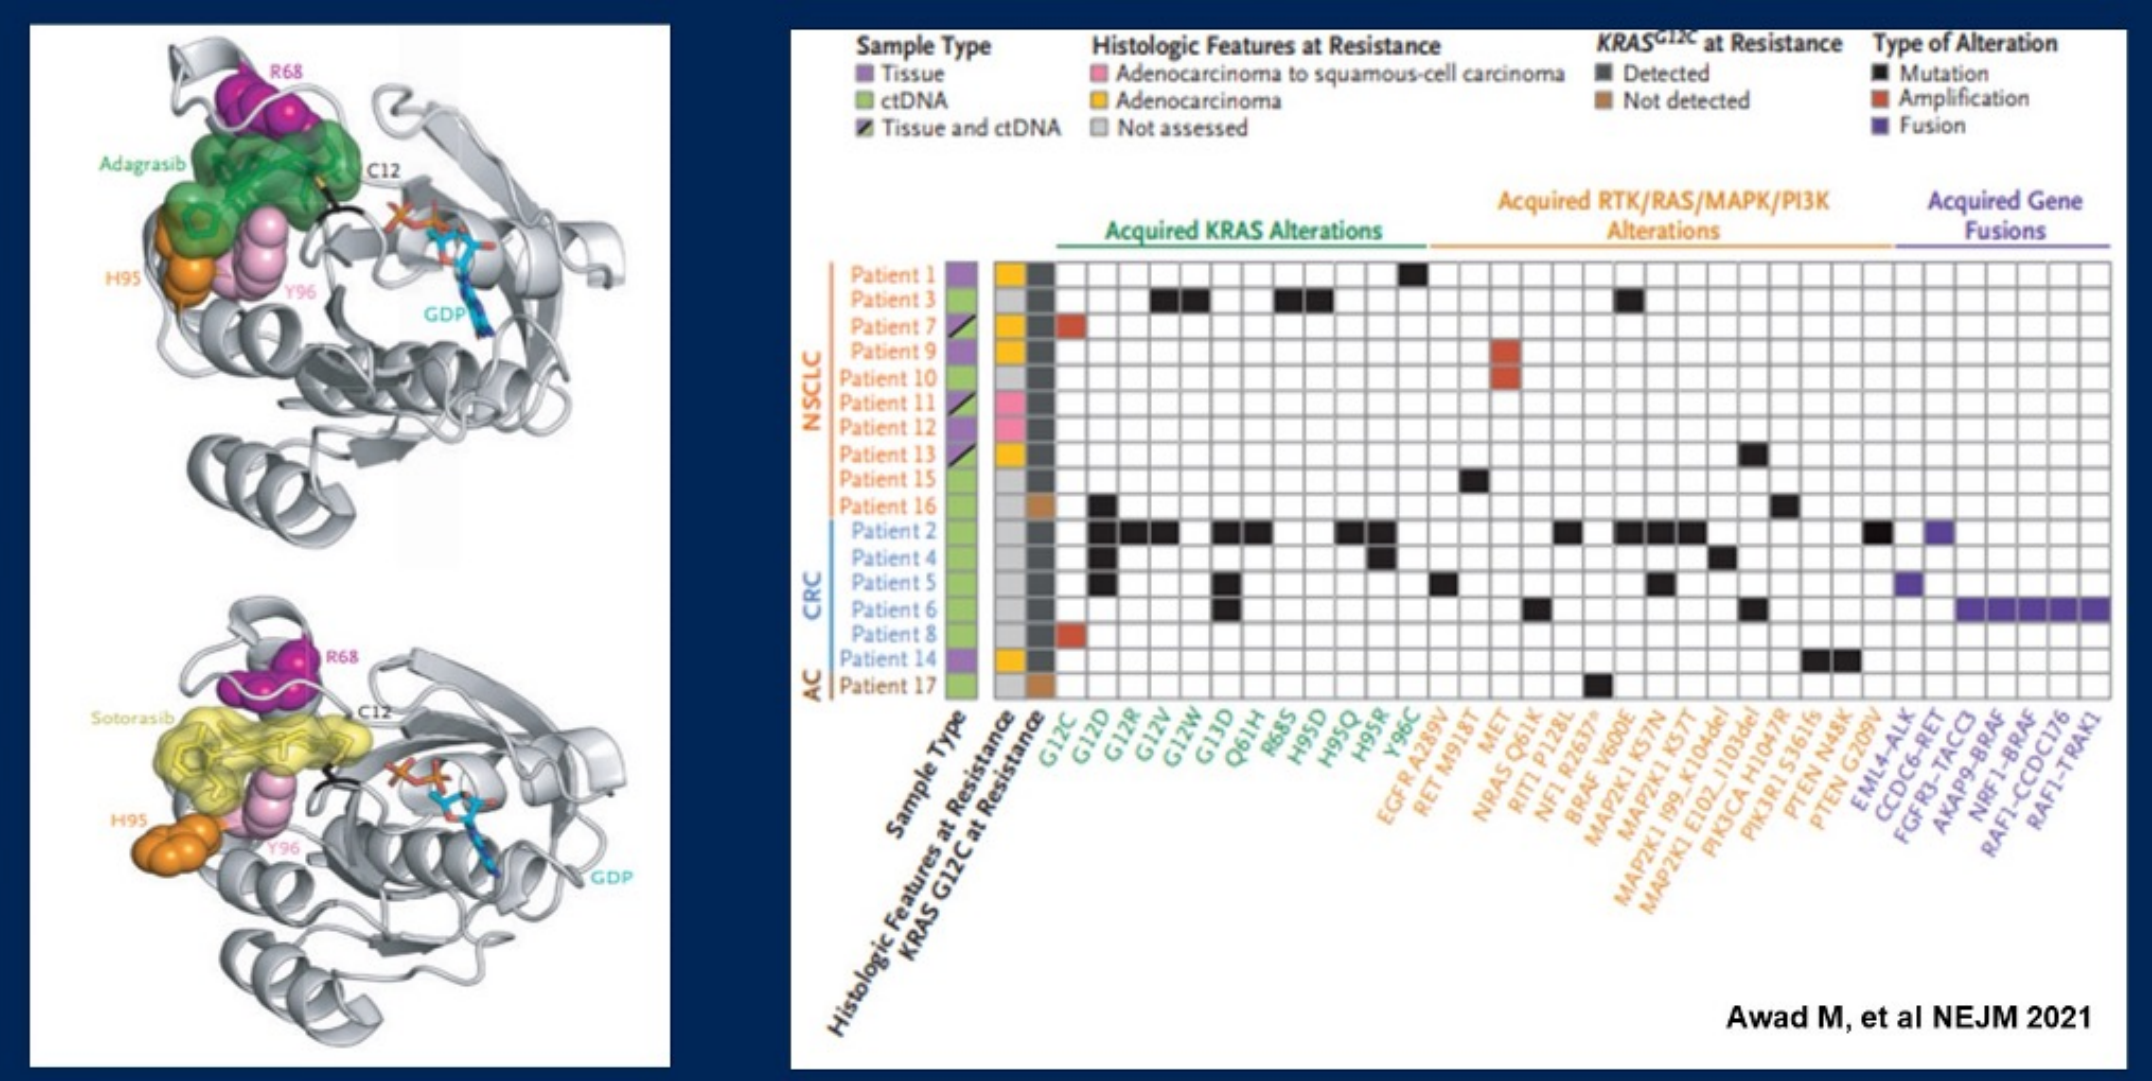 R68
Adagrasib
C12
H95
Y96
GDP
R68
Sotorasib
C12
H95
Y96
GDP
Sample Type
Tissue
ctDNA
Tissue and ctDNA
Histologic Features at Resistance
Adenocarcinoma to squamous-cell carcinoma
Adenocarcinoma
Not assessed
KRASG12C at Resistance
Detected
Not detected
Type of Alteration
Mutation
Amplification
Fusion
Acquired KRAS Alterations
Acquired RTK/RAS/MAPK/PI3K
Alterations
Acquired Gene
Fusions
NSCLC
Patient 1
Patient 3
Patient 7
Patient 9
Patient 10
Patient 11
Patient 12
Patient 13
Patient 15
Patient 16
CRC
Patient 2
Patient 4
Patient 5
Patient 6
Patient 8
Patient 14
AC
Patient 17
Sample Type
Histologic Features at Resistance
KRAS G12C at Resistance
G12C
G12D
G12R
G12V
G12W
G13D
Q61H
R68S
H95D
H95Q
H95R
Y96C
EGFR A289V
RET M918T
MET
NRAS Q61K
RIT1 P128L
NF1 R2637*
BRAF V600E
MAP2K1 K57N
MAP2K1 K57T
MAP2K1 I99_K104del
MAP2K1 E102_I103del
PIK3CA H1047R
PIK3R1 S361fs
PTEN N48K
PTEN G209V
EML4–ALK
CCDC6–RET
FGFR3–TACC3
AKAP9–BRAF
NRF1–BRAF
RAF1–CCDC176
RAF1–TRAK1
Awad M, et al NEJM 2021